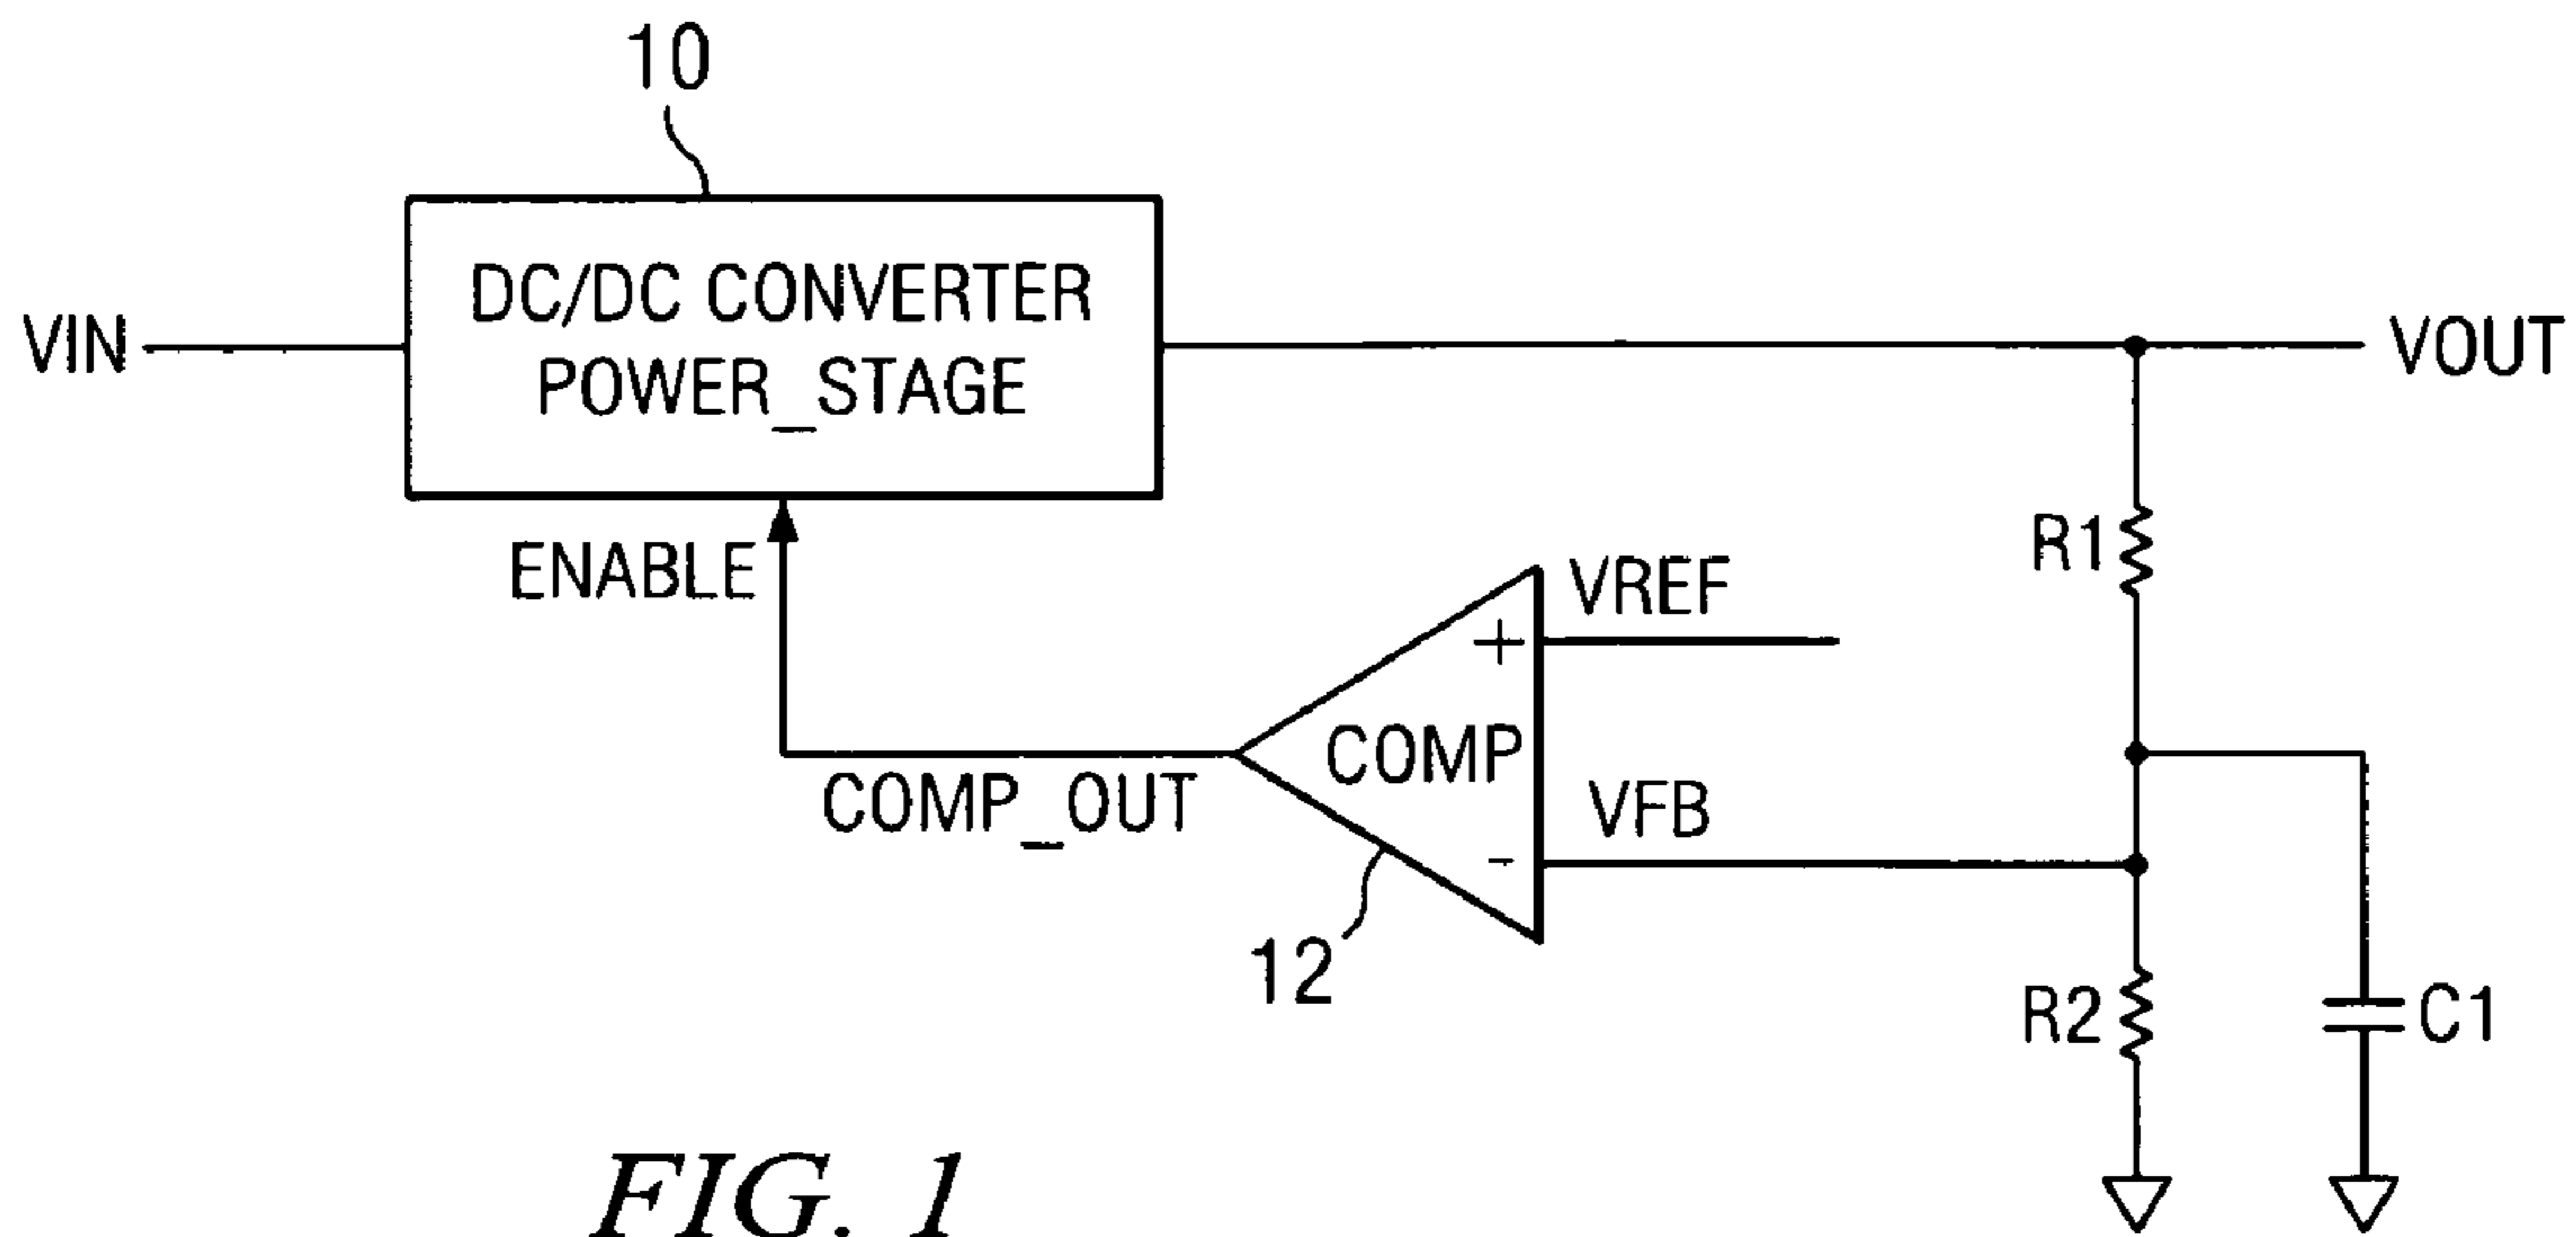 10
DC/DC CONVERTER
POWER_STAGE
VIN
VOUT
ENABLE
R1
VREF
+
COMP
COMP_OUT
VFB
-
12
R2
C1
FIG. 1